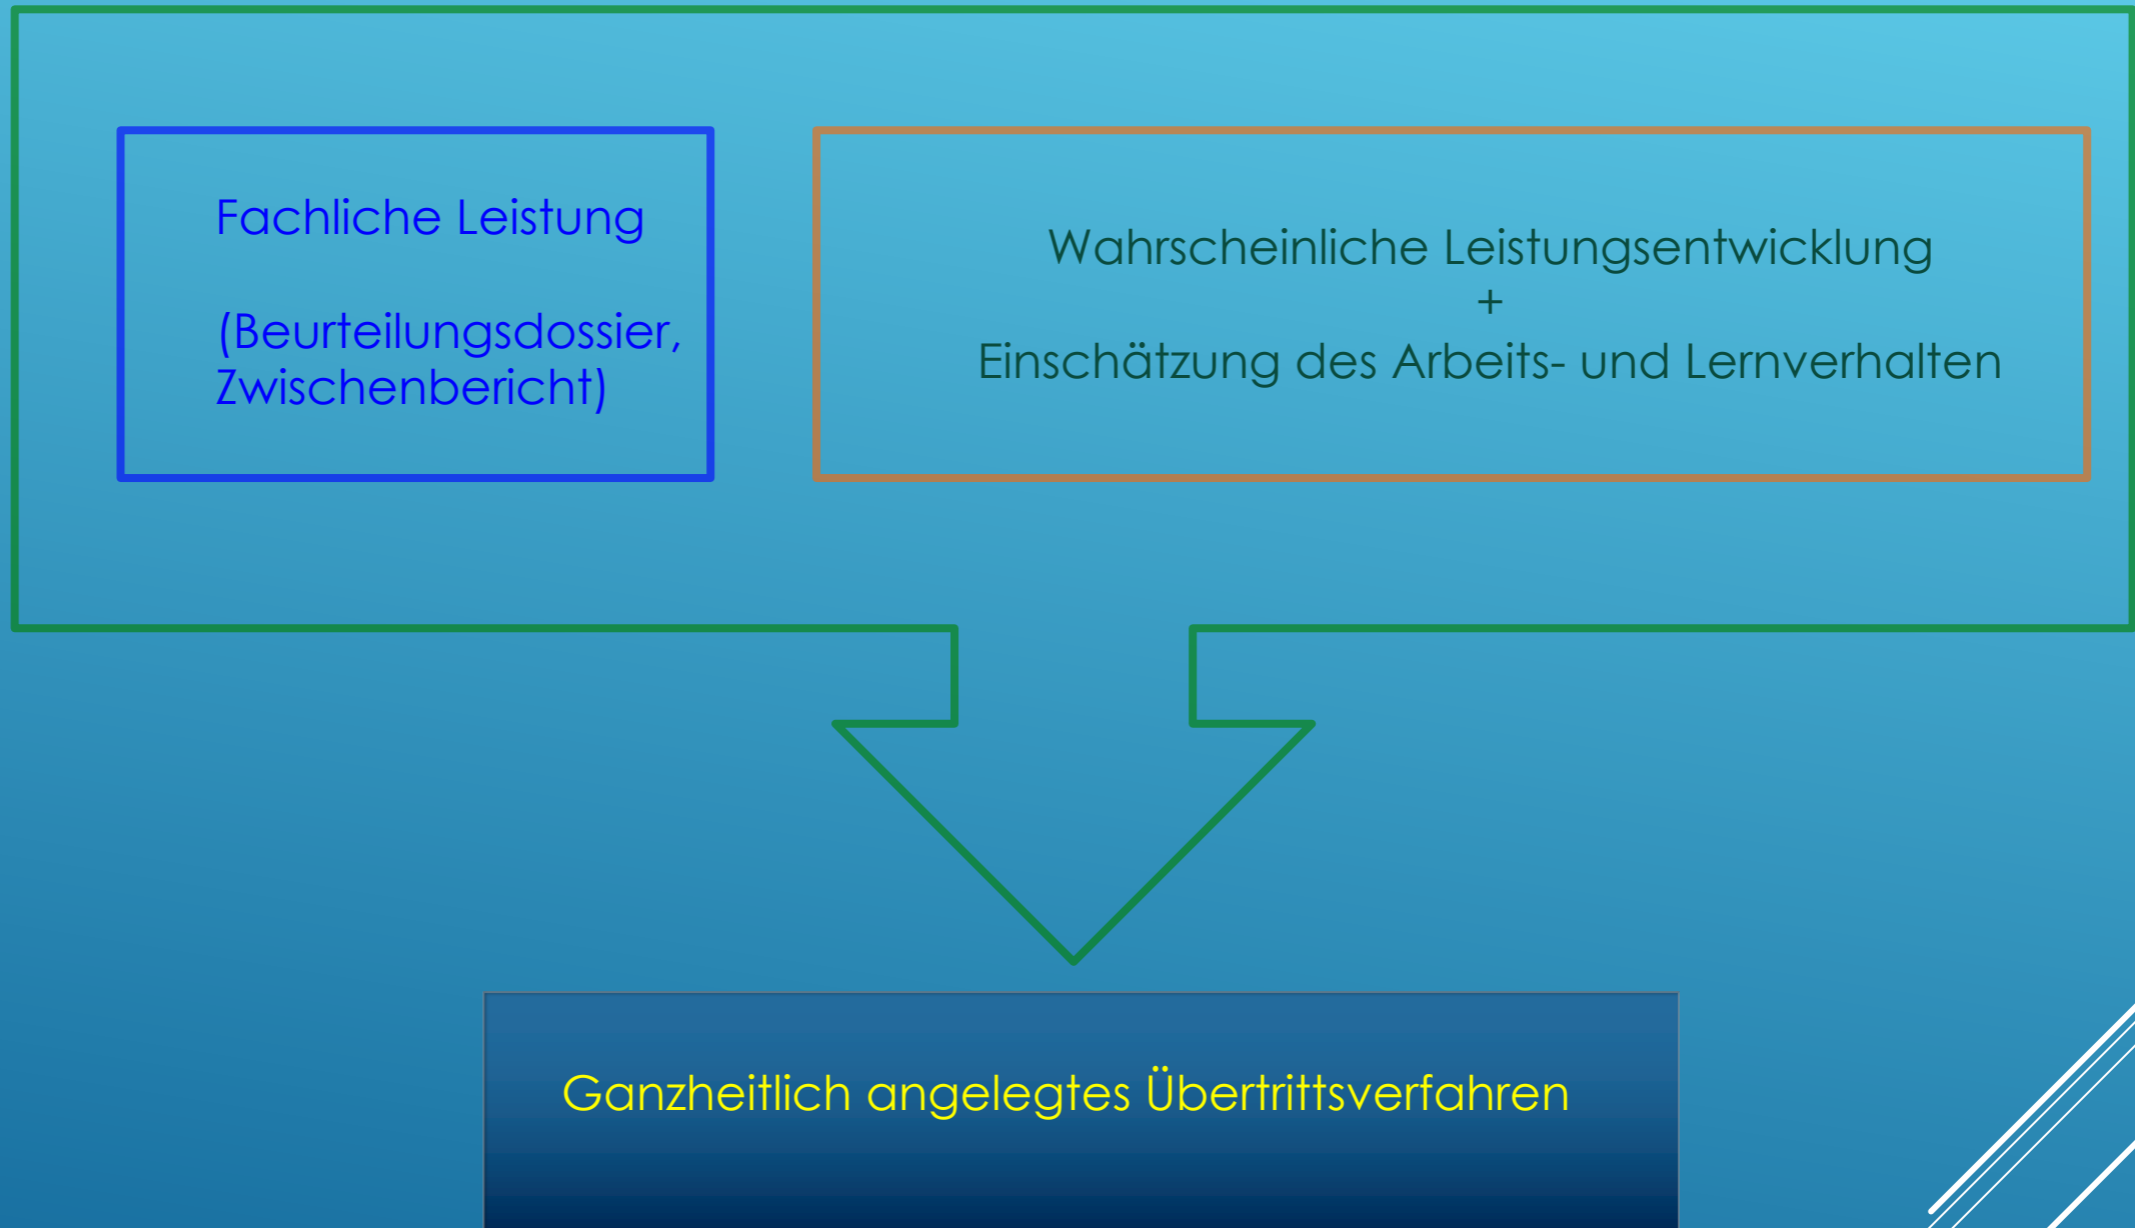 Fachliche Leistung
(Beurteilungsdossier,
Zwischenbericht)
Wahrscheinliche Leistungsentwicklung
+
Einschätzung des Arbeits- und Lernverhalten
Ganzheitlich angelegtes Übertrittsverfahren